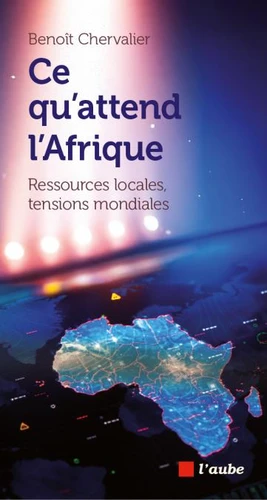 Benoît Chervalier
Ce
qu'attend
l'Afrique
Ressources locales,
tensions mondiales
l'aube